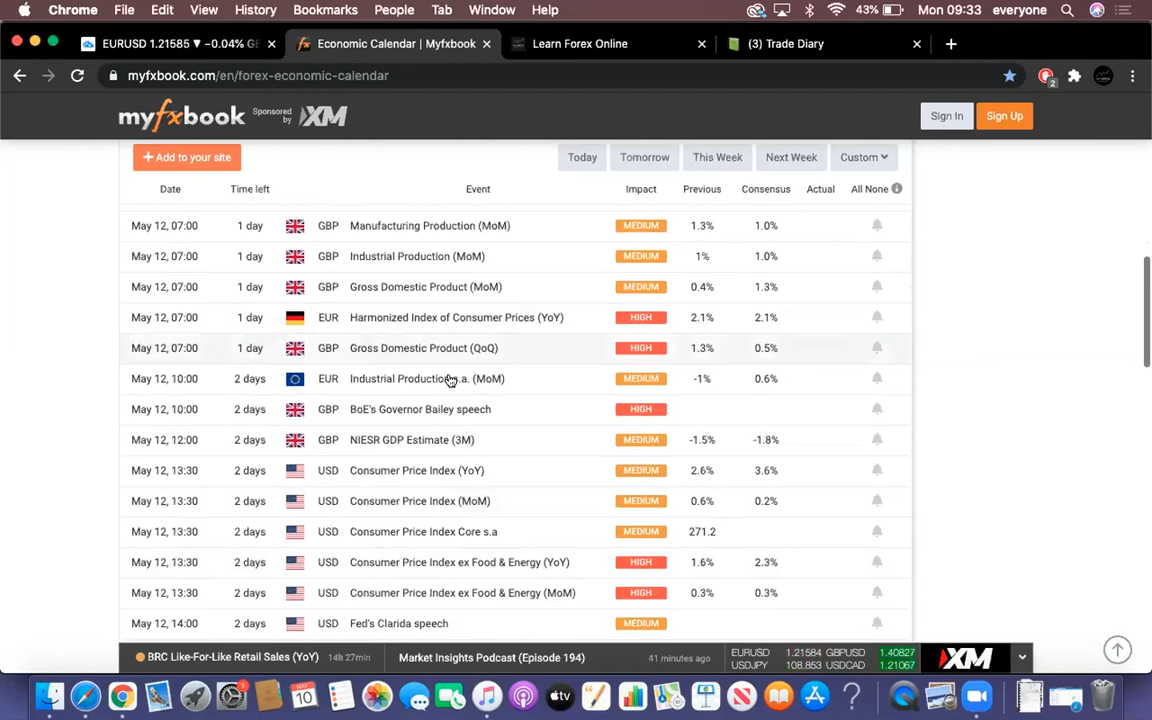 Chrome File Edit View History Bookmarks People Tab Window Help 43% Mon 09:33 everyone
EURUSD 1.21585 ▼ −0.04% G Economic Calendar | Myfxbook Learn Forex Online (3) Trade Diary
myfxbook.com/en/forex-economic-calendar
myfxbook Sponsored by XM Sign In Sign Up
+ Add to your site Today Tomorrow This Week Next Week Custom
Date Time left Event Impact Previous Consensus Actual All None
May 12, 07:00 1 day GBP Manufacturing Production (MoM) MEDIUM 1.3% 1.0%
May 12, 07:00 1 day GBP Industrial Production (MoM) MEDIUM 1% 1.0%
May 12, 07:00 1 day GBP Gross Domestic Product (MoM) MEDIUM 0.4% 1.3%
May 12, 07:00 1 day EUR Harmonized Index of Consumer Prices (YoY) HIGH 2.1% 2.1%
May 12, 07:00 1 day GBP Gross Domestic Product (QoQ) HIGH 1.3% 0.5%
May 12, 10:00 2 days EUR Industrial Production s.a. (MoM) MEDIUM -1% 0.6%
May 12, 10:00 2 days GBP BoE's Governor Bailey speech HIGH
May 12, 12:00 2 days GBP NIESR GDP Estimate (3M) MEDIUM -1.5% -1.8%
May 12, 13:30 2 days USD Consumer Price Index (YoY) MEDIUM 2.6% 3.6%
May 12, 13:30 2 days USD Consumer Price Index (MoM) MEDIUM 0.6% 0.2%
May 12, 13:30 2 days USD Consumer Price Index Core s.a MEDIUM 271.2
May 12, 13:30 2 days USD Consumer Price Index ex Food & Energy (YoY) HIGH 1.6% 2.3%
May 12, 13:30 2 days USD Consumer Price Index ex Food & Energy (MoM) HIGH 0.3% 0.3%
May 12, 14:00 2 days USD Fed's Clarida speech MEDIUM
BRC Like-For-Like Retail Sales (YoY) 14h 27min Market Insights Podcast (Episode 194) 41 minutes ago
EURUSD 1.21584 GBPUSD 1.40827
USDJPY 108.853 USDCAD 1.21067
XM
MAY
10
tv